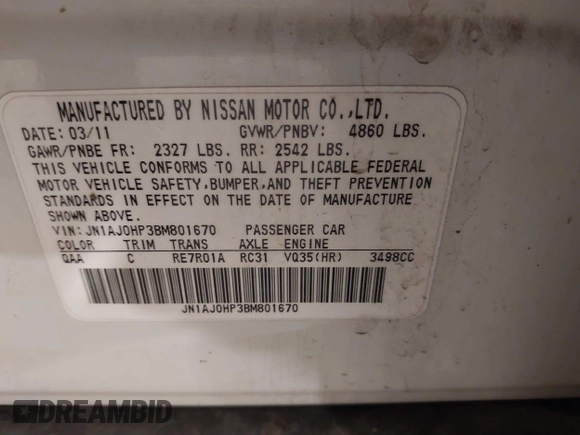 MANUFACTURED BY NISSAN MOTOR CO.,LTD.
DATE: 03/11 GVWR/PNBV: 4860 LBS.
GAWR/PNBE FR: 2327 LBS. RR: 2542 LBS.
THIS VEHICLE CONFORMS TO ALL APPLICABLE FEDERAL
MOTOR VEHICLE SAFETY,BUMPER,AND THEFT PREVENTION
STANDARDS IN EFFECT ON THE DATE OF MANUFACTURE
SHOWN ABOVE.
VIN: JN1AJ0HP3BM801670 PASSENGER CAR
COLOR TRIM TRANS AXLE ENGINE
QAA C RE7R01A RC31 VQ35(HR) 3498CC
JN1AJ0HP3BM801670
DREAMBID